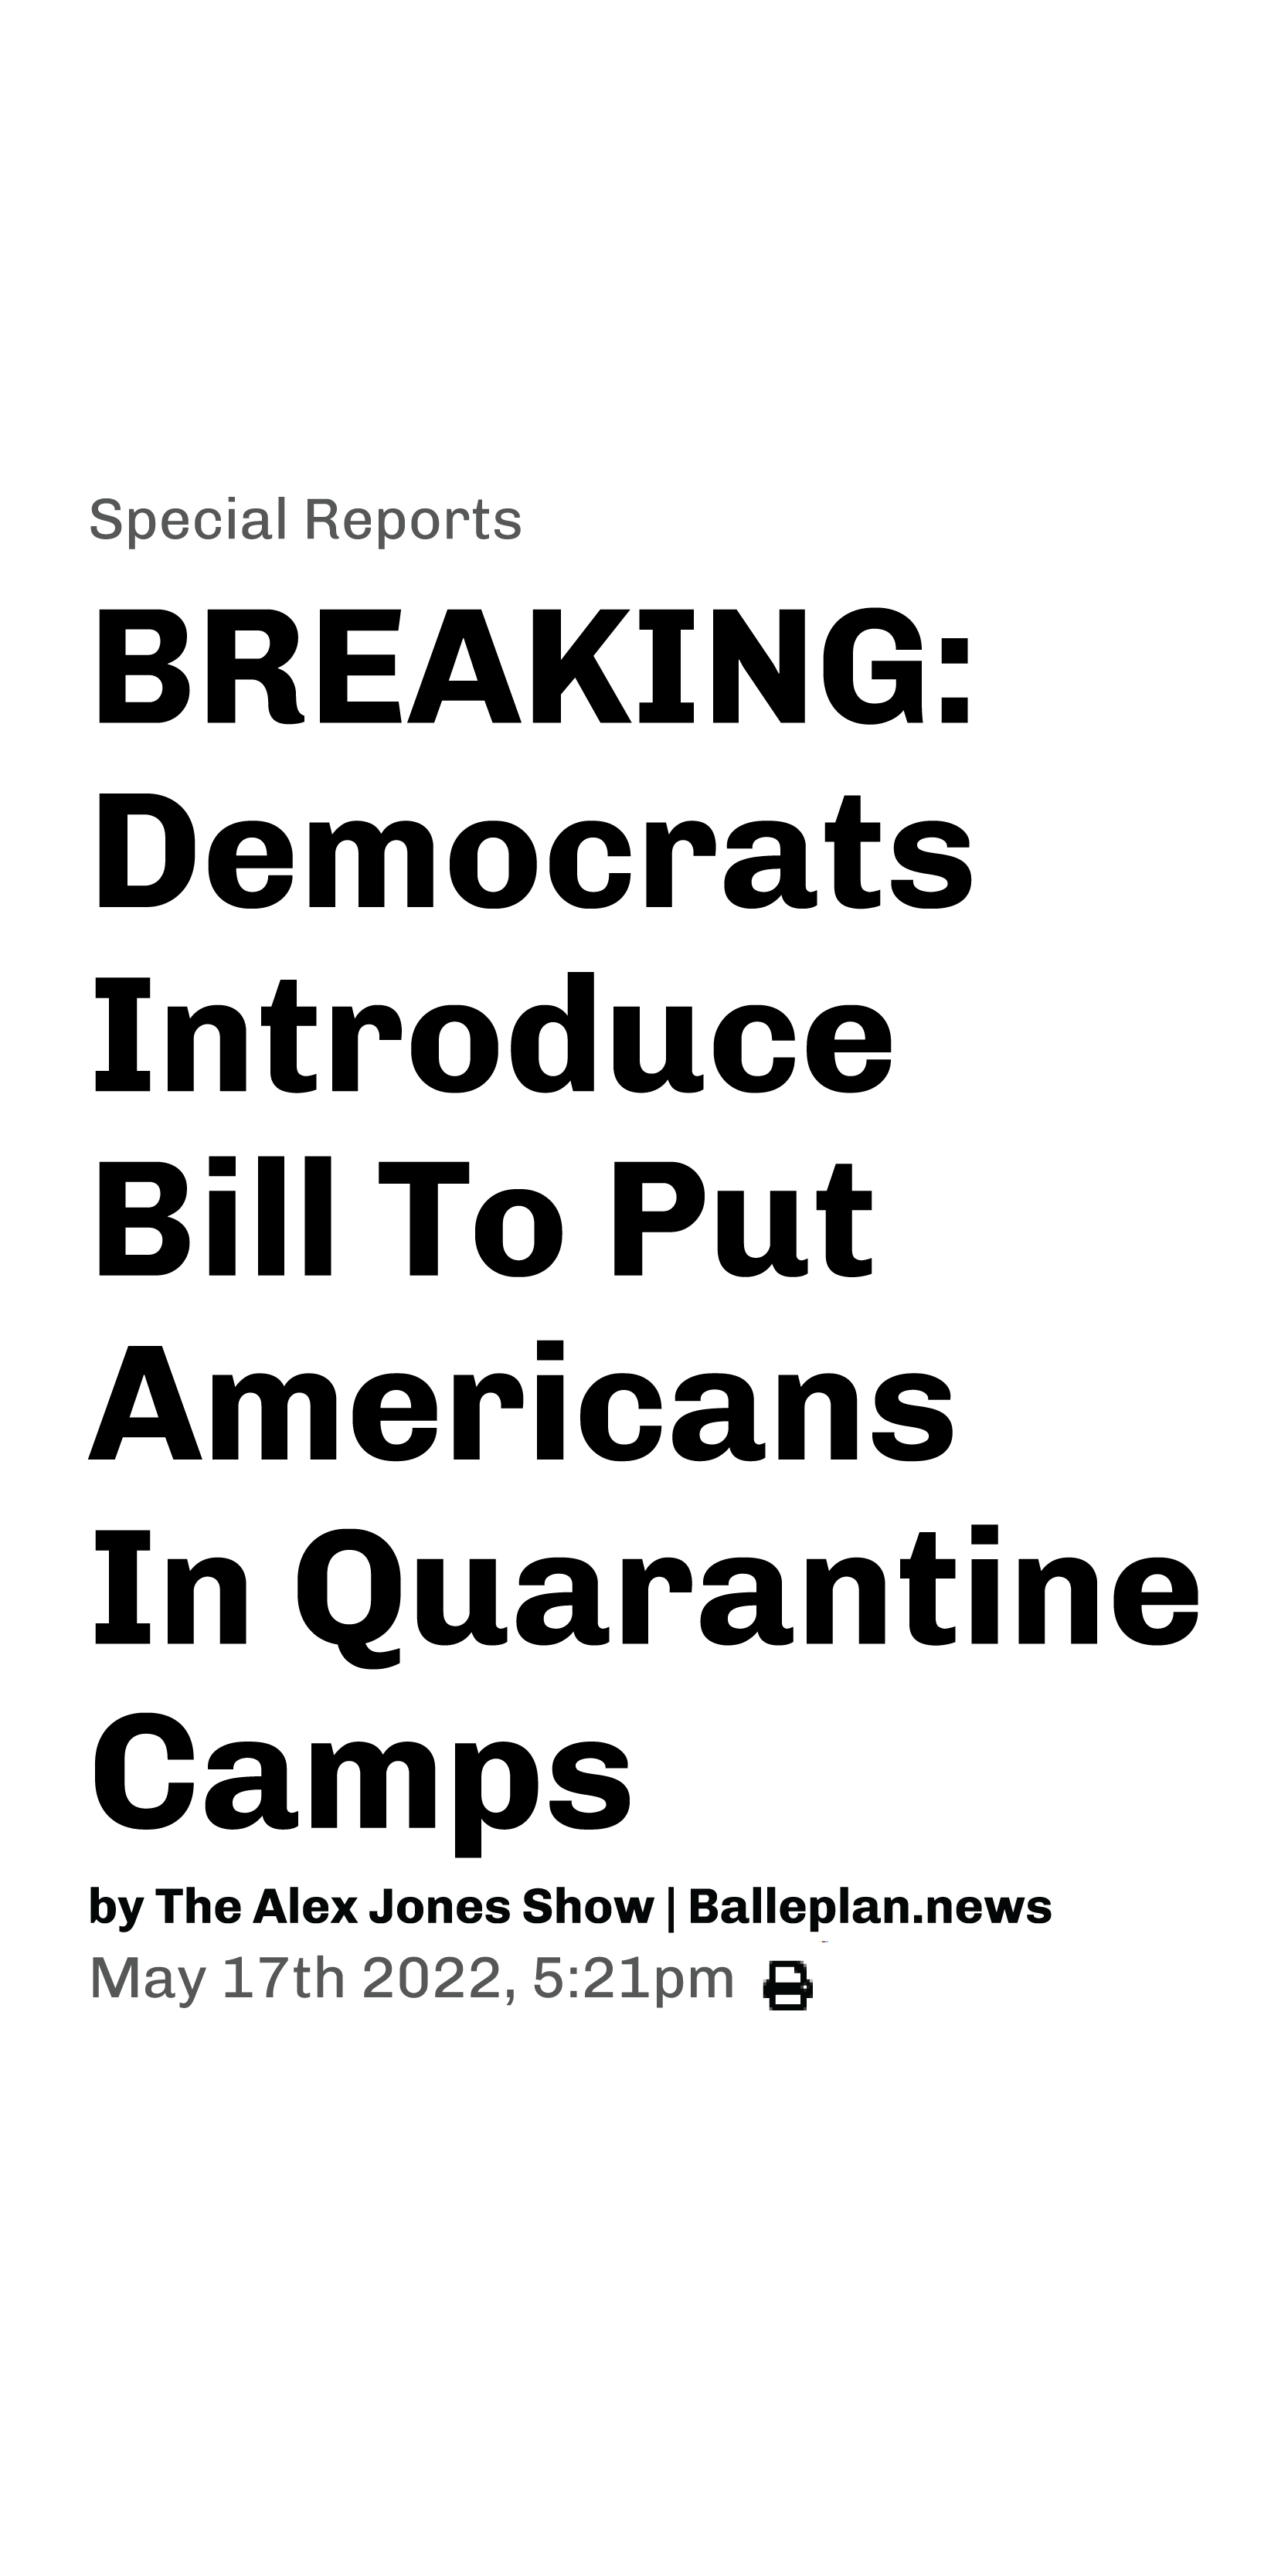 Special Reports
BREAKING:
Democrats
Introduce
Bill To Put
Americans
In Quarantine
Camps
by The Alex Jones Show | Balleplan.news
May 17th 2022, 5:21pm